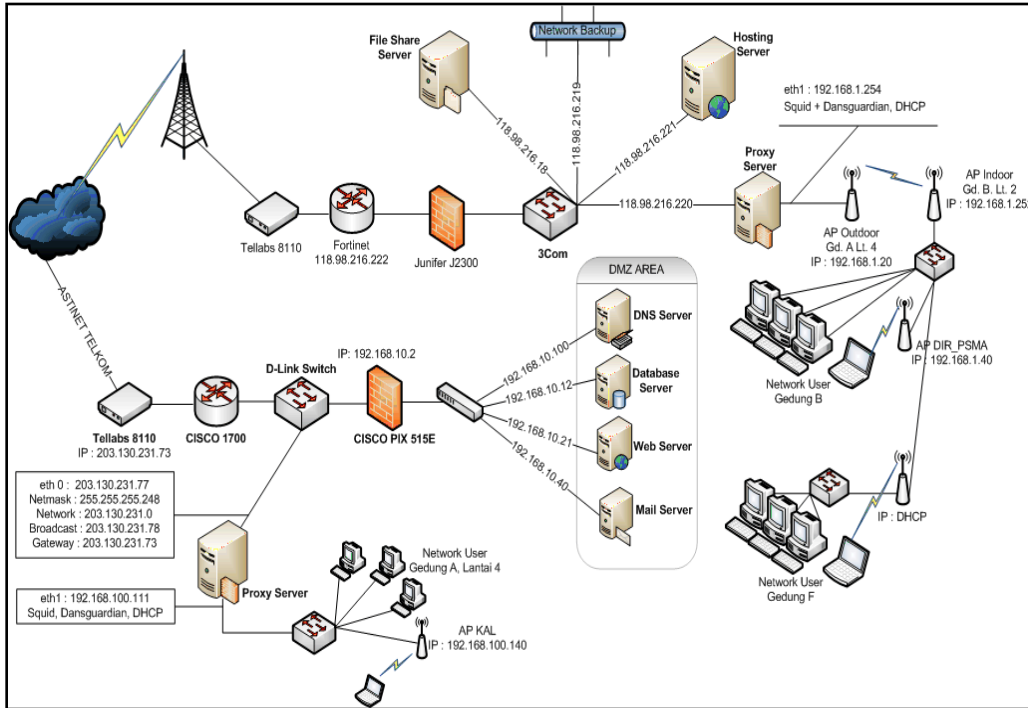 File Share
Server
Network Backup
Hosting
Server
118.98.216.18
118.98.216.219
118.98.216.221
eth1 : 192.168.1.254
Squid + Dansguardian, DHCP
Proxy
Server
118.98.216.220
AP Indoor
Gd. B. Lt. 2
IP : 192.168.1.252
AP Outdoor
Gd. A Lt. 4
IP : 192.168.1.20
Tellabs 8110
Fortinet
118.98.216.222
Junifer J2300
3Com
DMZ AREA
DNS Server
192.168.10.100
Database
Server
192.168.10.12
Web Server
192.168.10.21
Mail Server
192.168.10.40
AP DIR_PSMA
IP : 192.168.1.40
Network User
Gedung B
ASTINET TELKOM
IP: 192.168.10.2
D-Link Switch
Tellabs 8110
IP : 203.130.231.73
CISCO 1700
CISCO PIX 515E
eth 0 : 203.130.231.77
Netmask : 255.255.255.248
Network : 203.130.231.0
Broadcast : 203.130.231.78
Gateway : 203.130.231.73
Proxy Server
eth1 : 192.168.100.111
Squid, Dansguardian, DHCP
Network User
Gedung A, Lantai 4
AP KAL
IP : 192.168.100.140
IP : DHCP
Network User
Gedung F